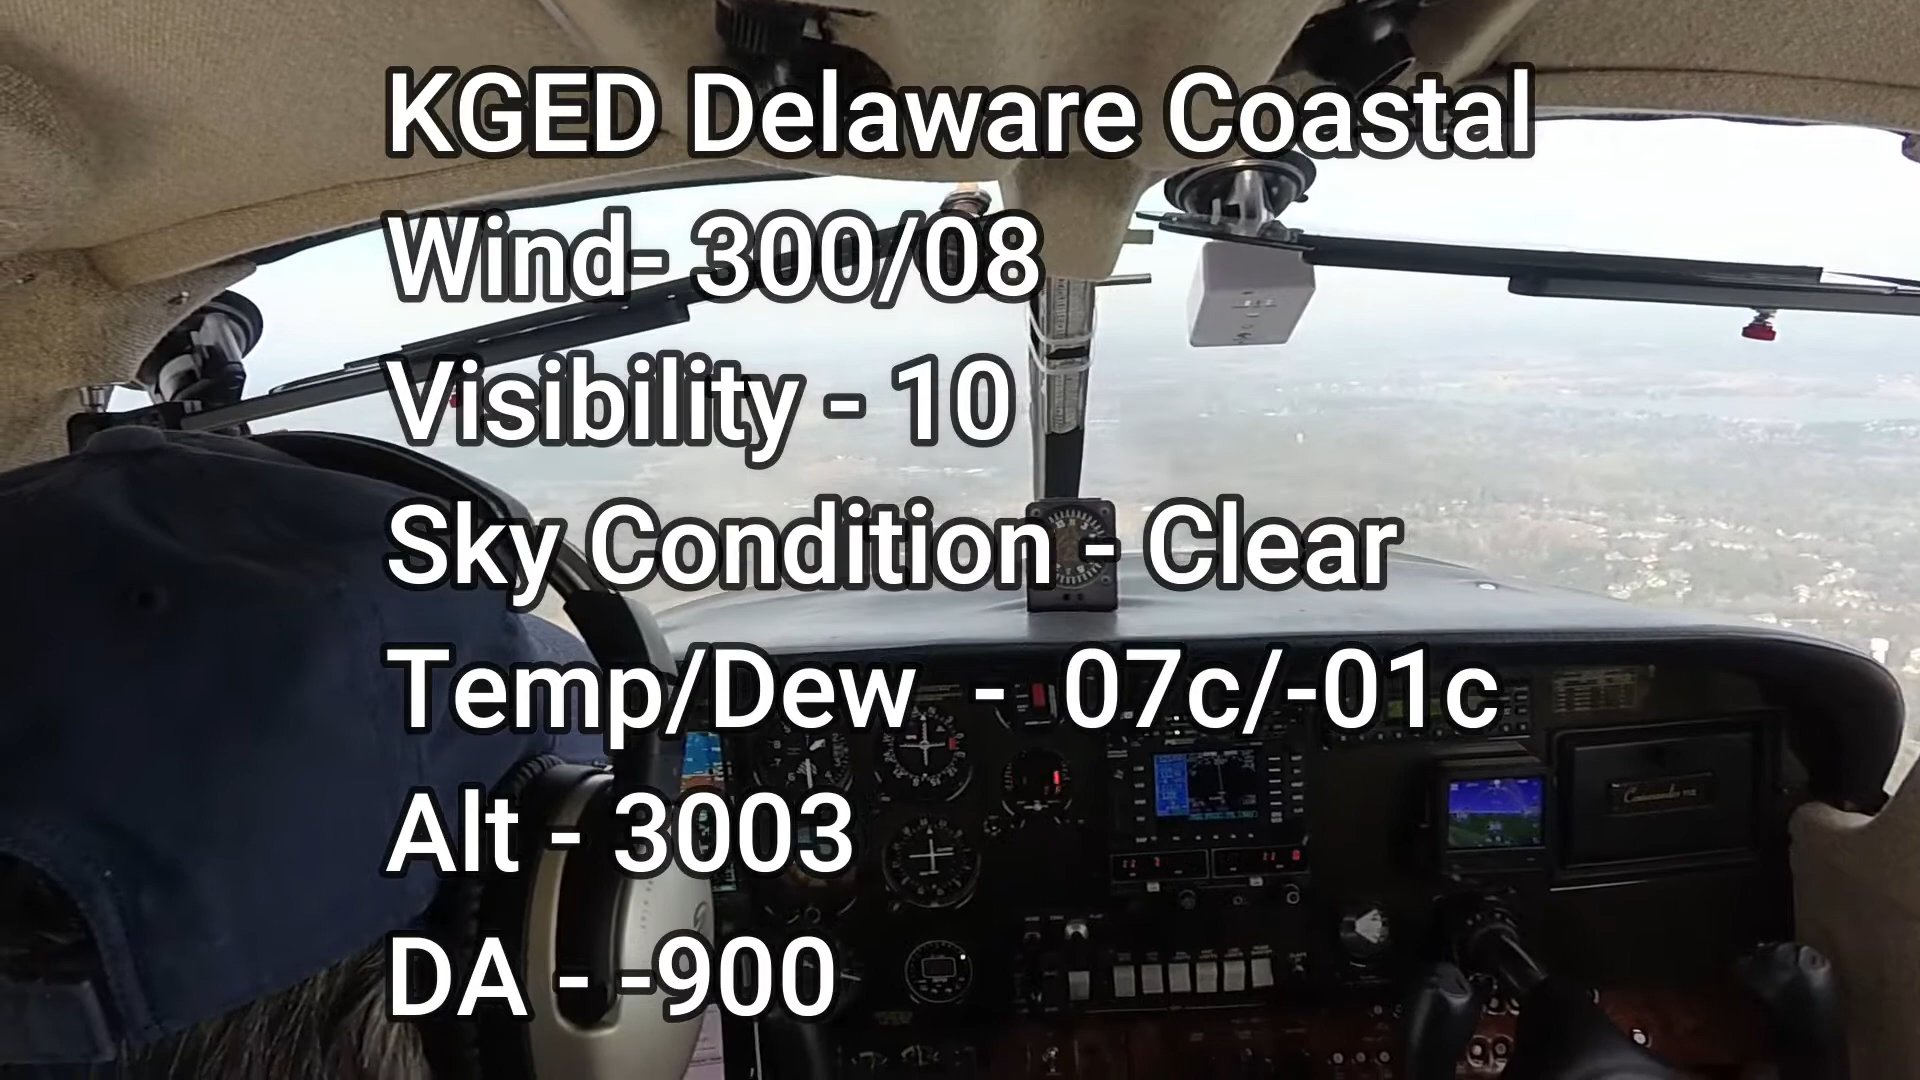 KGED Delaware Coastal
Wind- 300/08
Visibility - 10
Sky Condition - Clear
Temp/Dew - 07c/-01c
Alt - 3003
DA - -900